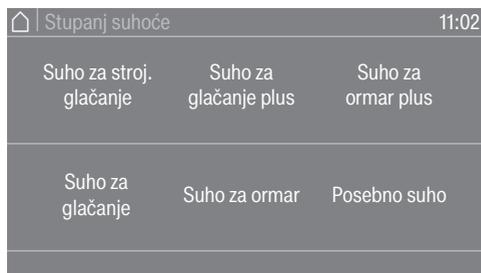 Stupanj suhoće 11:02
Suho za stroj. glačanje
Suho za glačanje plus
Suho za ormar plus
Suho za glačanje
Suho za ormar
Posebno suho